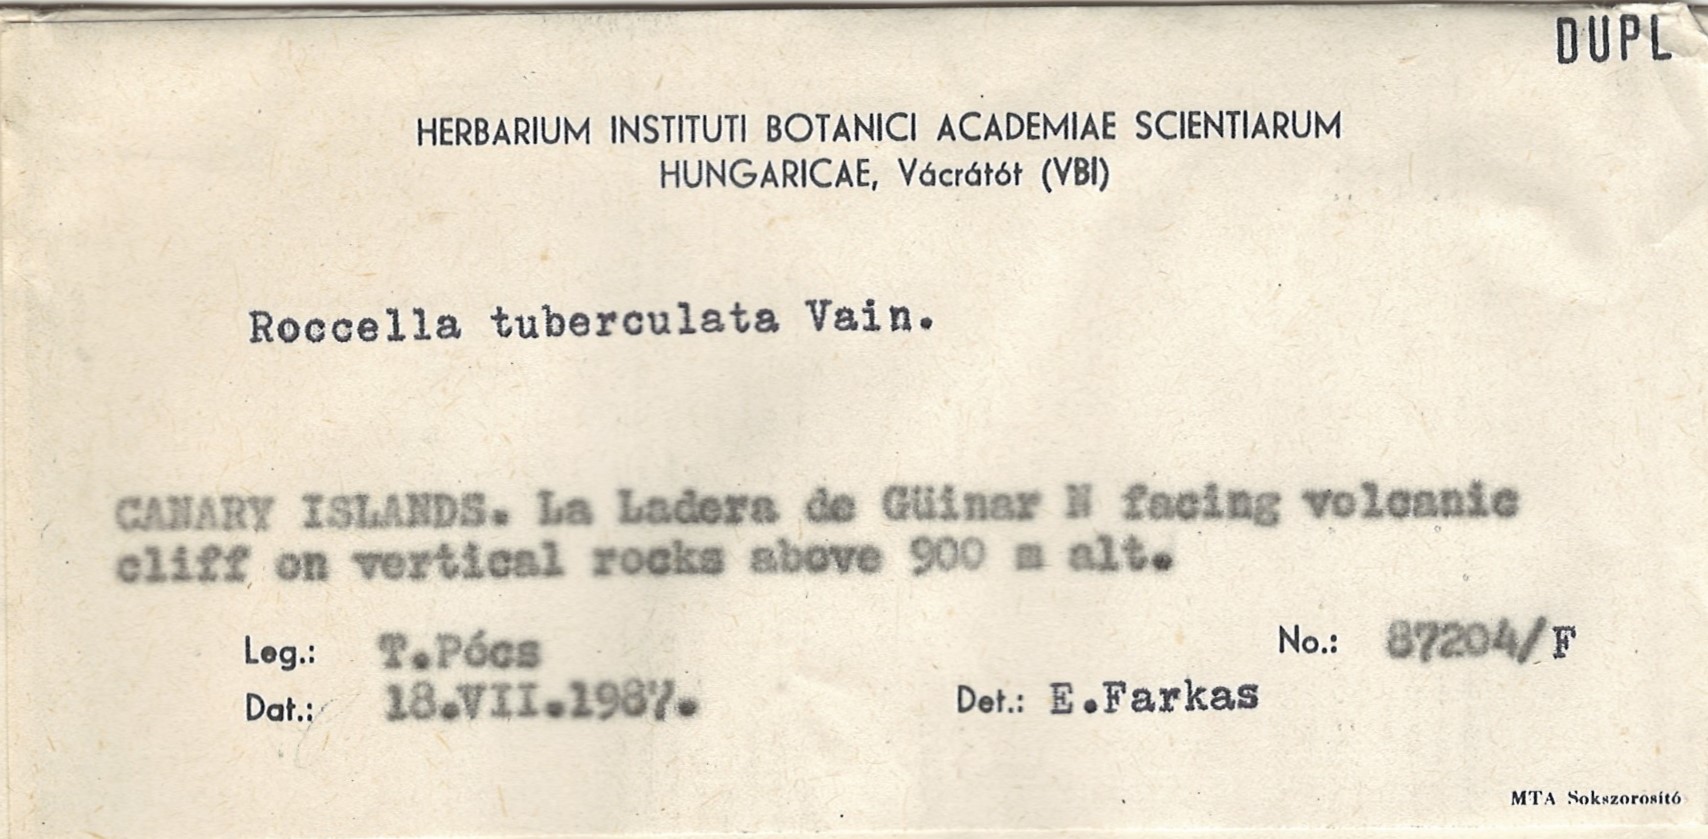 DUPL
HERBARIUM INSTITUTI BOTANICI ACADEMIAE SCIENTIARUM
HUNGARICAE, Vácrátót (VBI)
Roccella tuberculata Vain.
CANARY ISLANDS. La Ladera de Güinar N facing volcanic
cliff on vertical rocks above 900 m alt.
Leg.: T.Pócs No.: 87204/F
Dat.: 18.VII.1987. Det.: E.Farkas
MTA Sokszorosító